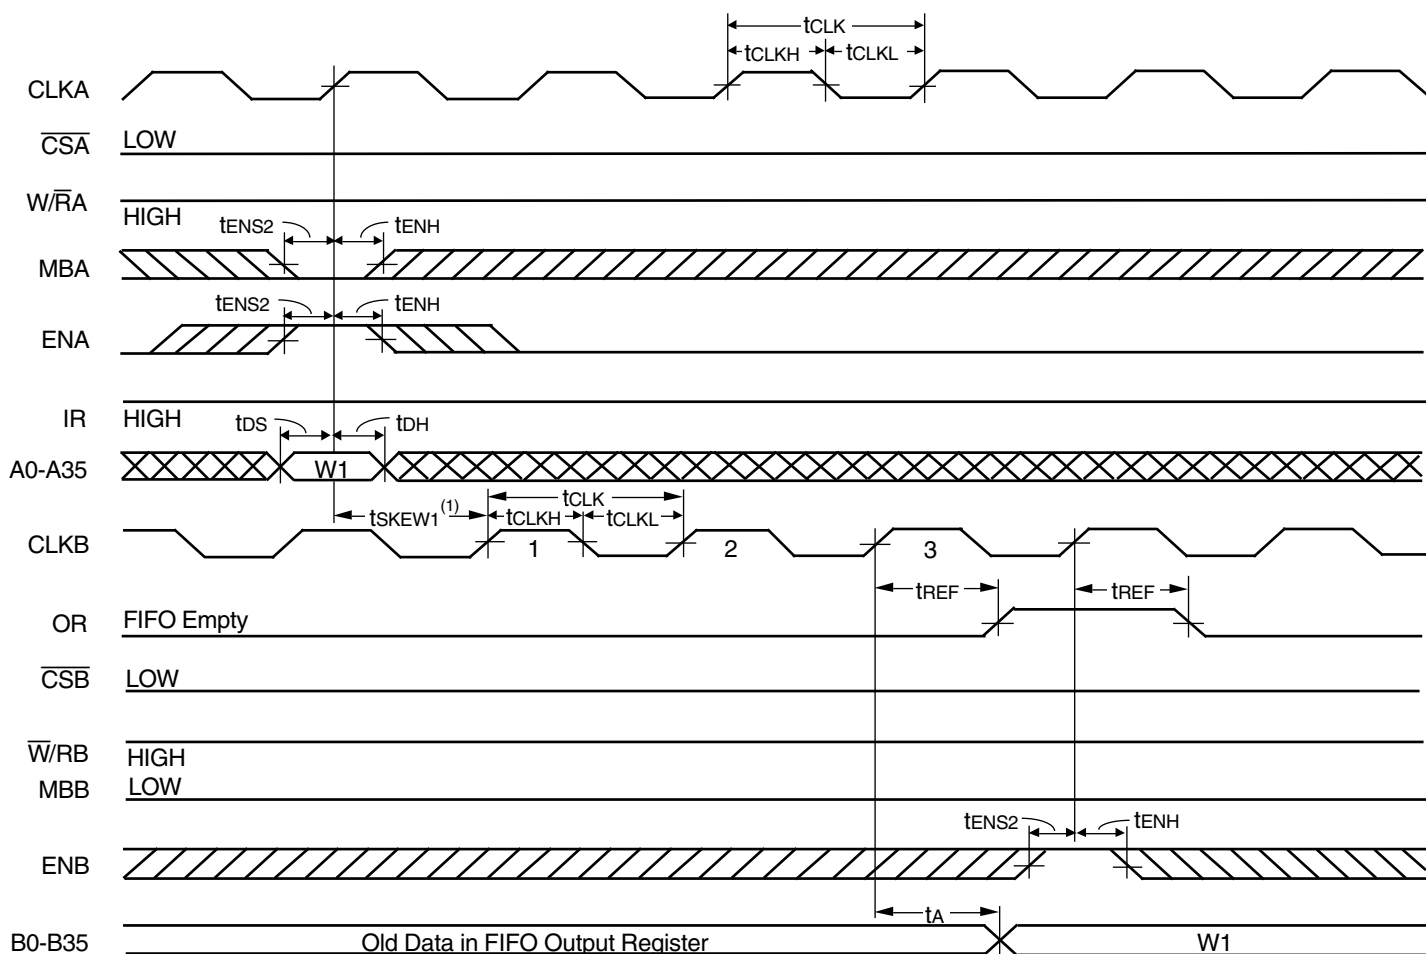 tCLK
tCLKH tCLKL
CLKA
CSA LOW
W/RA
HIGH
tENS2 tENH
MBA
tENS2 tENH
ENA
IR HIGH
tDS tDH
A0-A35 W1
tCLK
tSKEW1(1) tCLKH tCLKL
CLKB 1 2 3
tREF tREF
OR FIFO Empty
CSB LOW
W/RB HIGH
MBB LOW
tENS2 tENH
ENB
tA
B0-B35 Old Data in FIFO Output Register W1